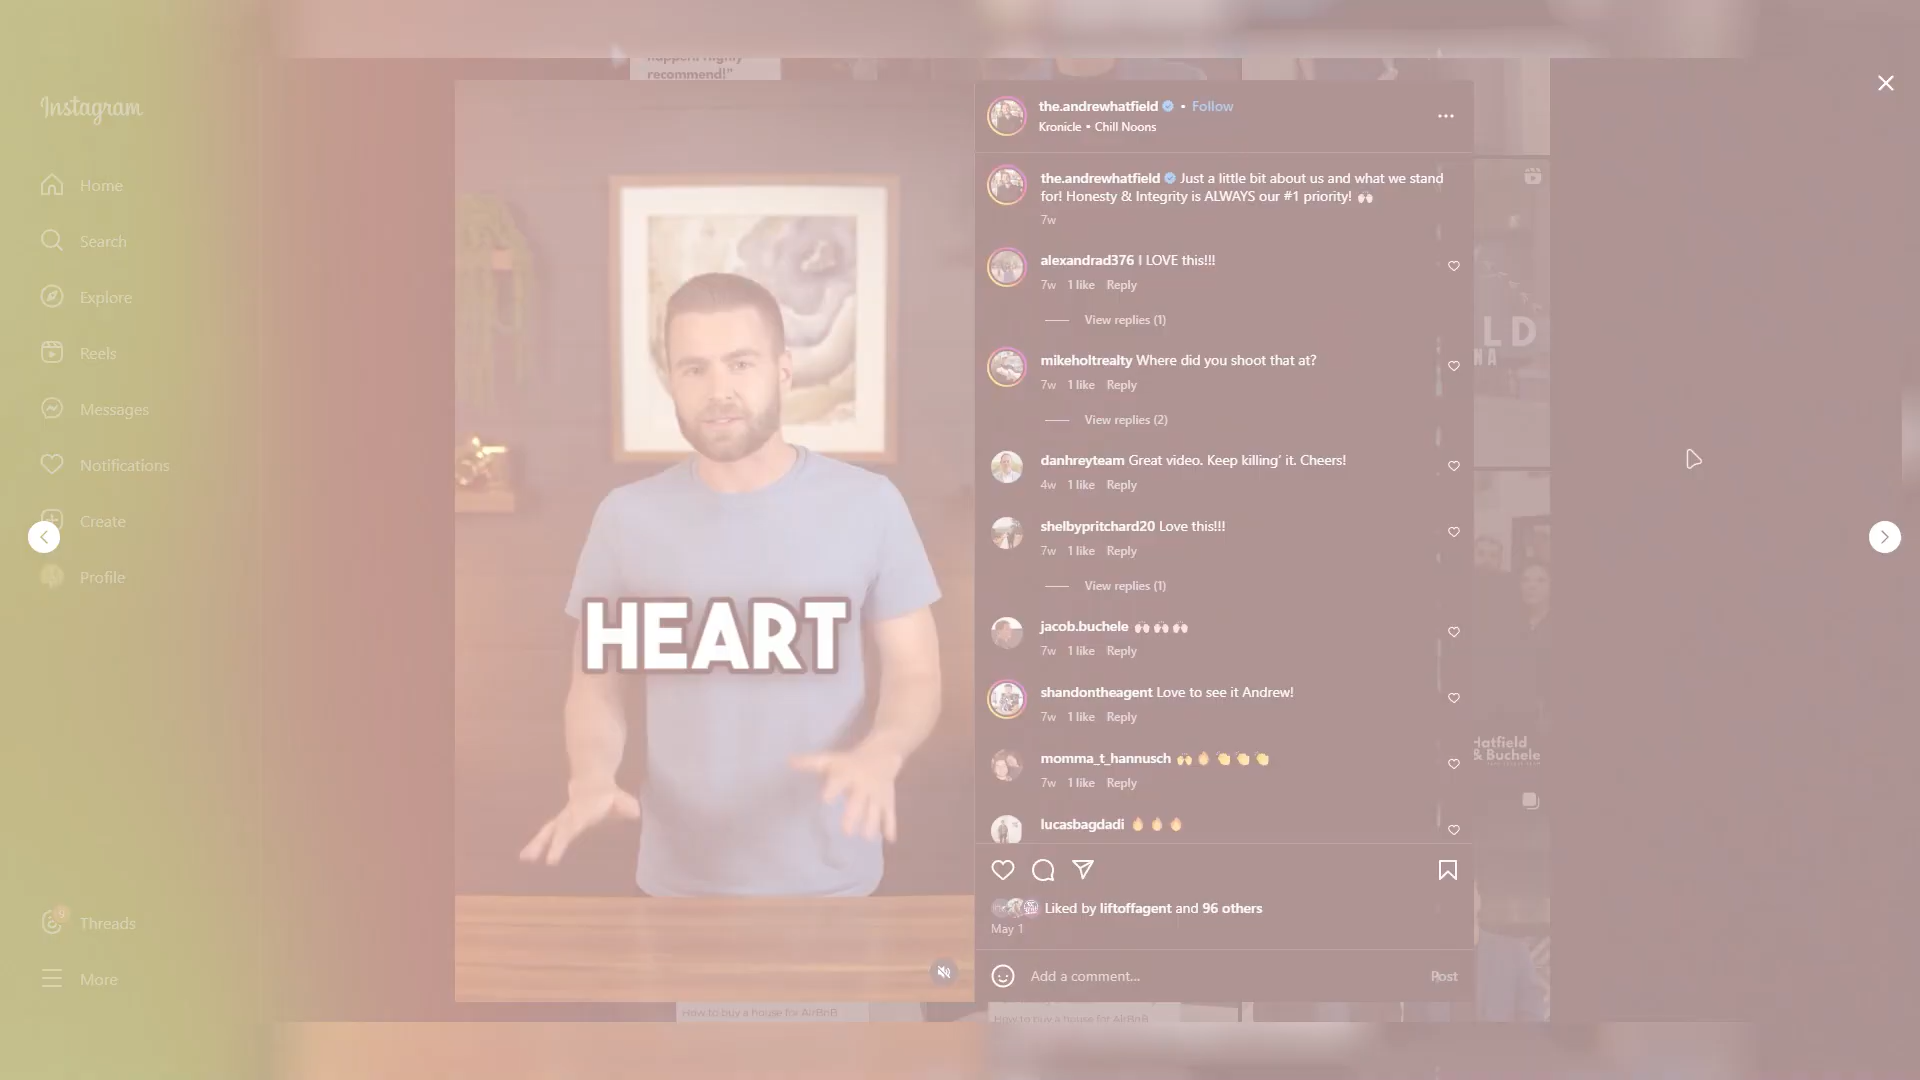 happen! Highly
recommend!"
Instagram
Home
Search
Explore
Reels
Messages
Notifications
Create
Profile
9
Threads
More
HEART
the.andrewhatfield • Follow
Kronicle • Chill Noons
the.andrewhatfield Just a little bit about us and what we stand
for! Honesty & Integrity is ALWAYS our #1 priority! 🙌
7w
alexandrad376 I LOVE this!!!
7w 1 like Reply
View replies (1)
mikeholtrealty Where did you shoot that at?
7w 1 like Reply
View replies (2)
danhreyteam Great video. Keep killing’ it. Cheers!
4w 1 like Reply
shelbypritchard20 Love this!!!
7w 1 like Reply
View replies (1)
jacob.buchele 🙌🙌🙌
7w 1 like Reply
shandontheagent Love to see it Andrew!
7w 1 like Reply
momma_t_hannusch 🙌🔥👏👏👏
7w 1 like Reply
lucasbagdadi 🔥🔥🔥
Liked by liftoffagent and 96 others
May 1
Add a comment...
Post
LD
NA
Hatfield
& Buchele
How to buy a house for AirBnB
How to buy a house for AirBnB